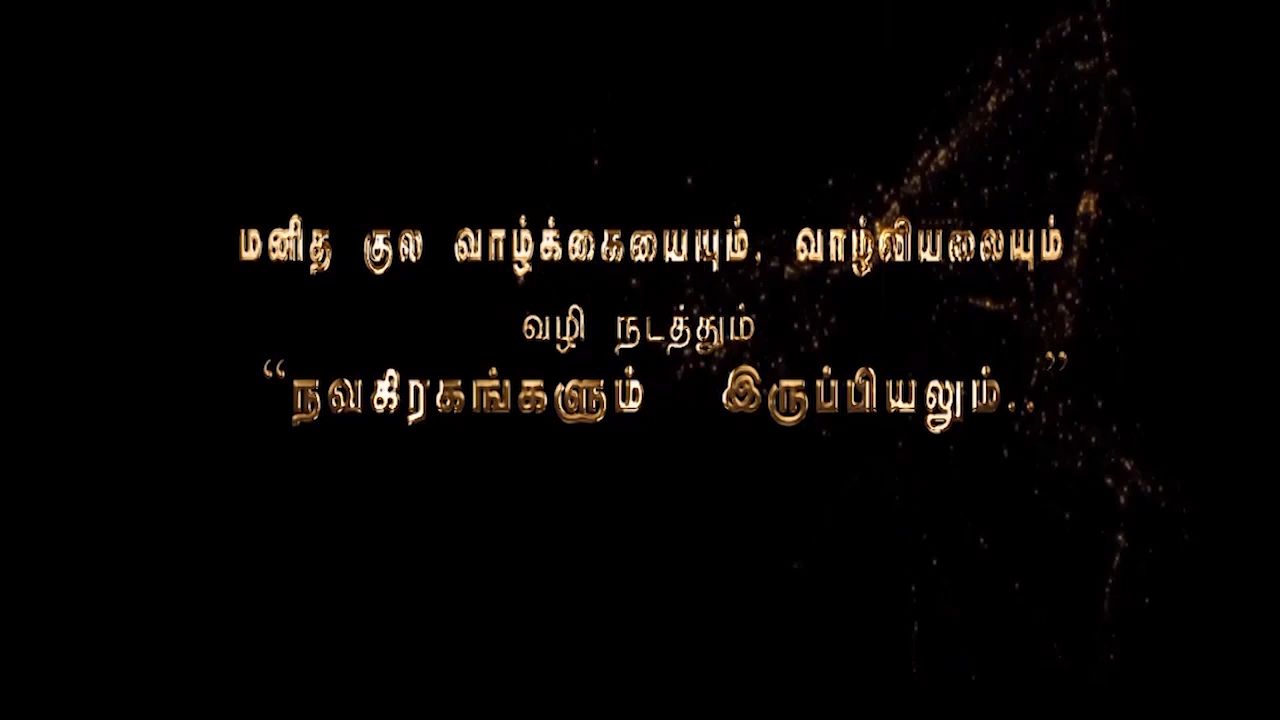 மனித குல வாழ்க்கையையும், வாழ்வியலையும்
வழி நடத்தும்
“நவகிரகங்களும் இருப்பியலும்..”